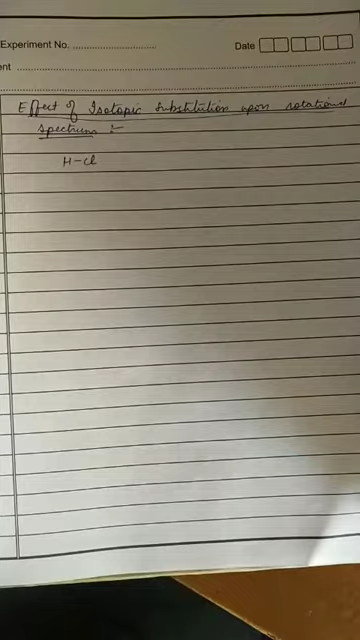 Experiment No. ............................
Date
ent ..........................................................
Effect of Isotopic Substitution upon rotational
spectrum :-
H-Cl